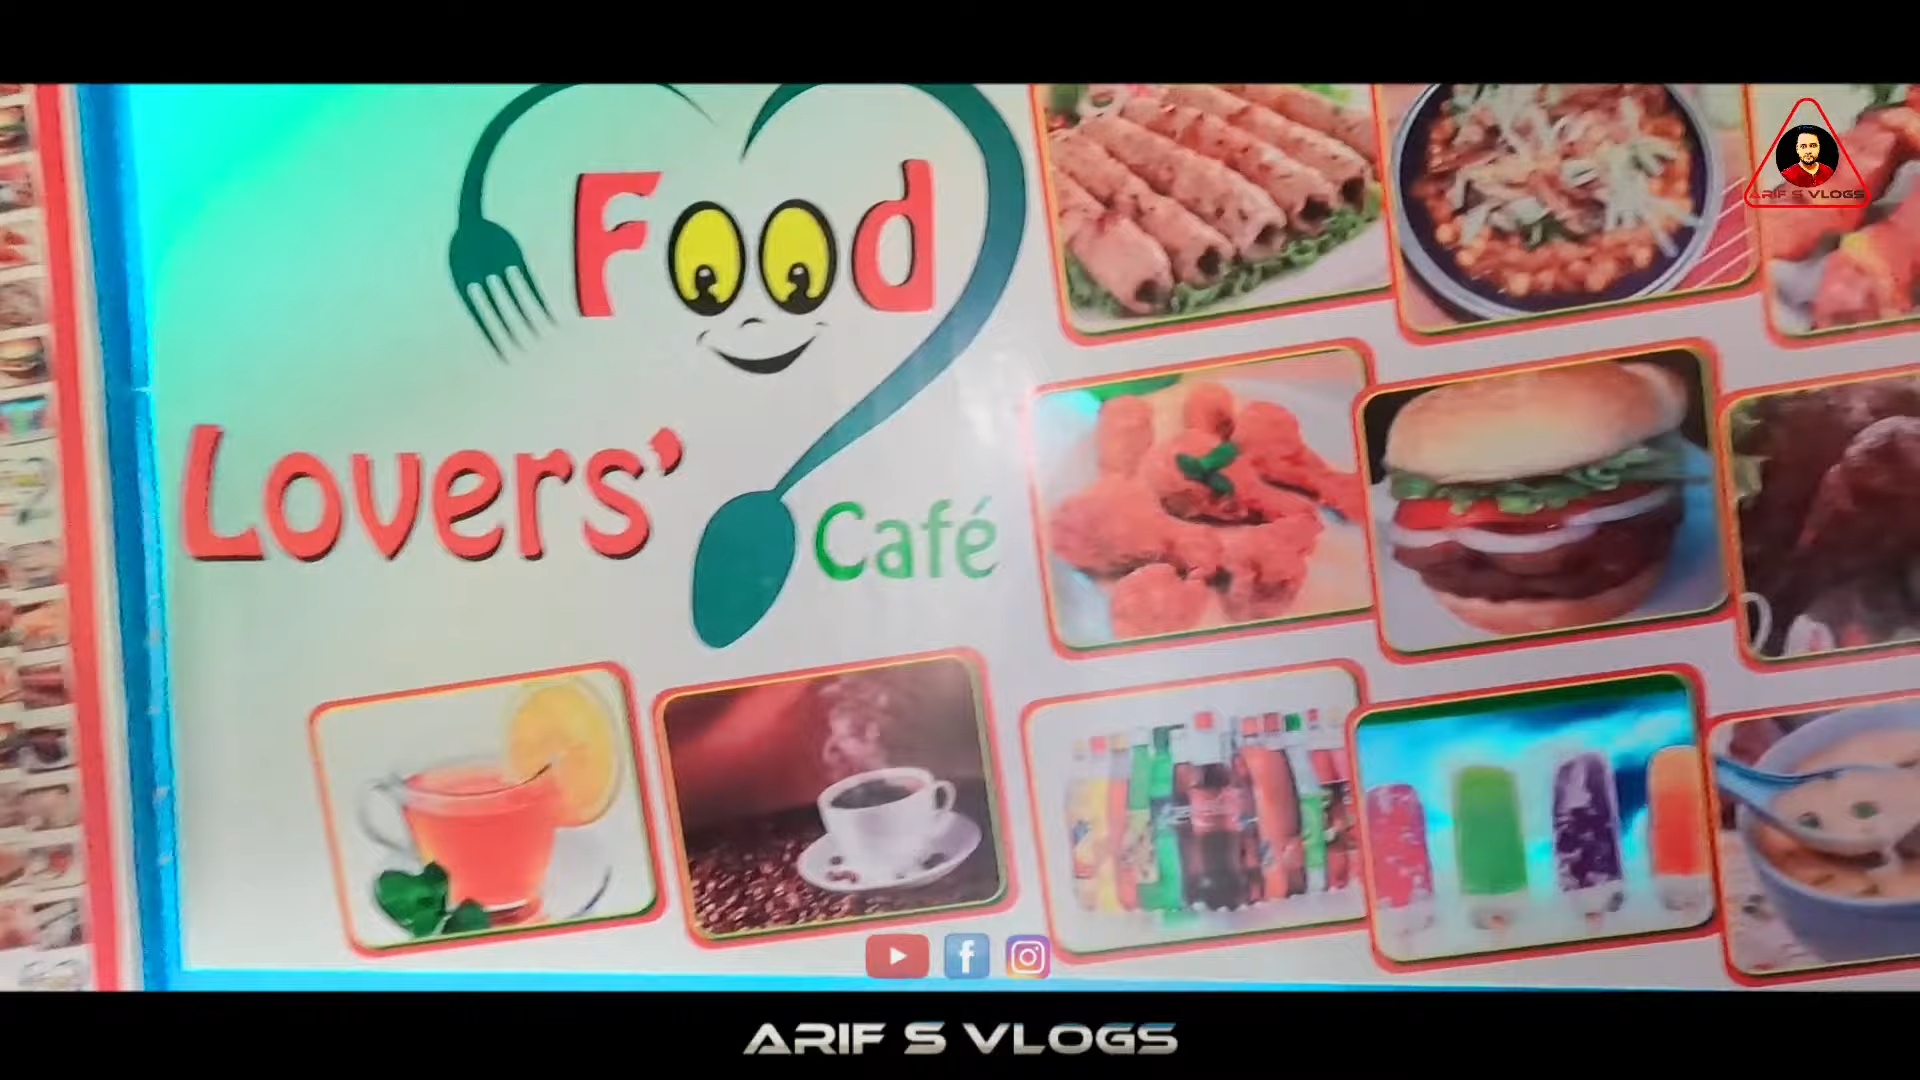 Food
Lovers’
Café
ARIF S VLOGS
ARIF S VLOGS